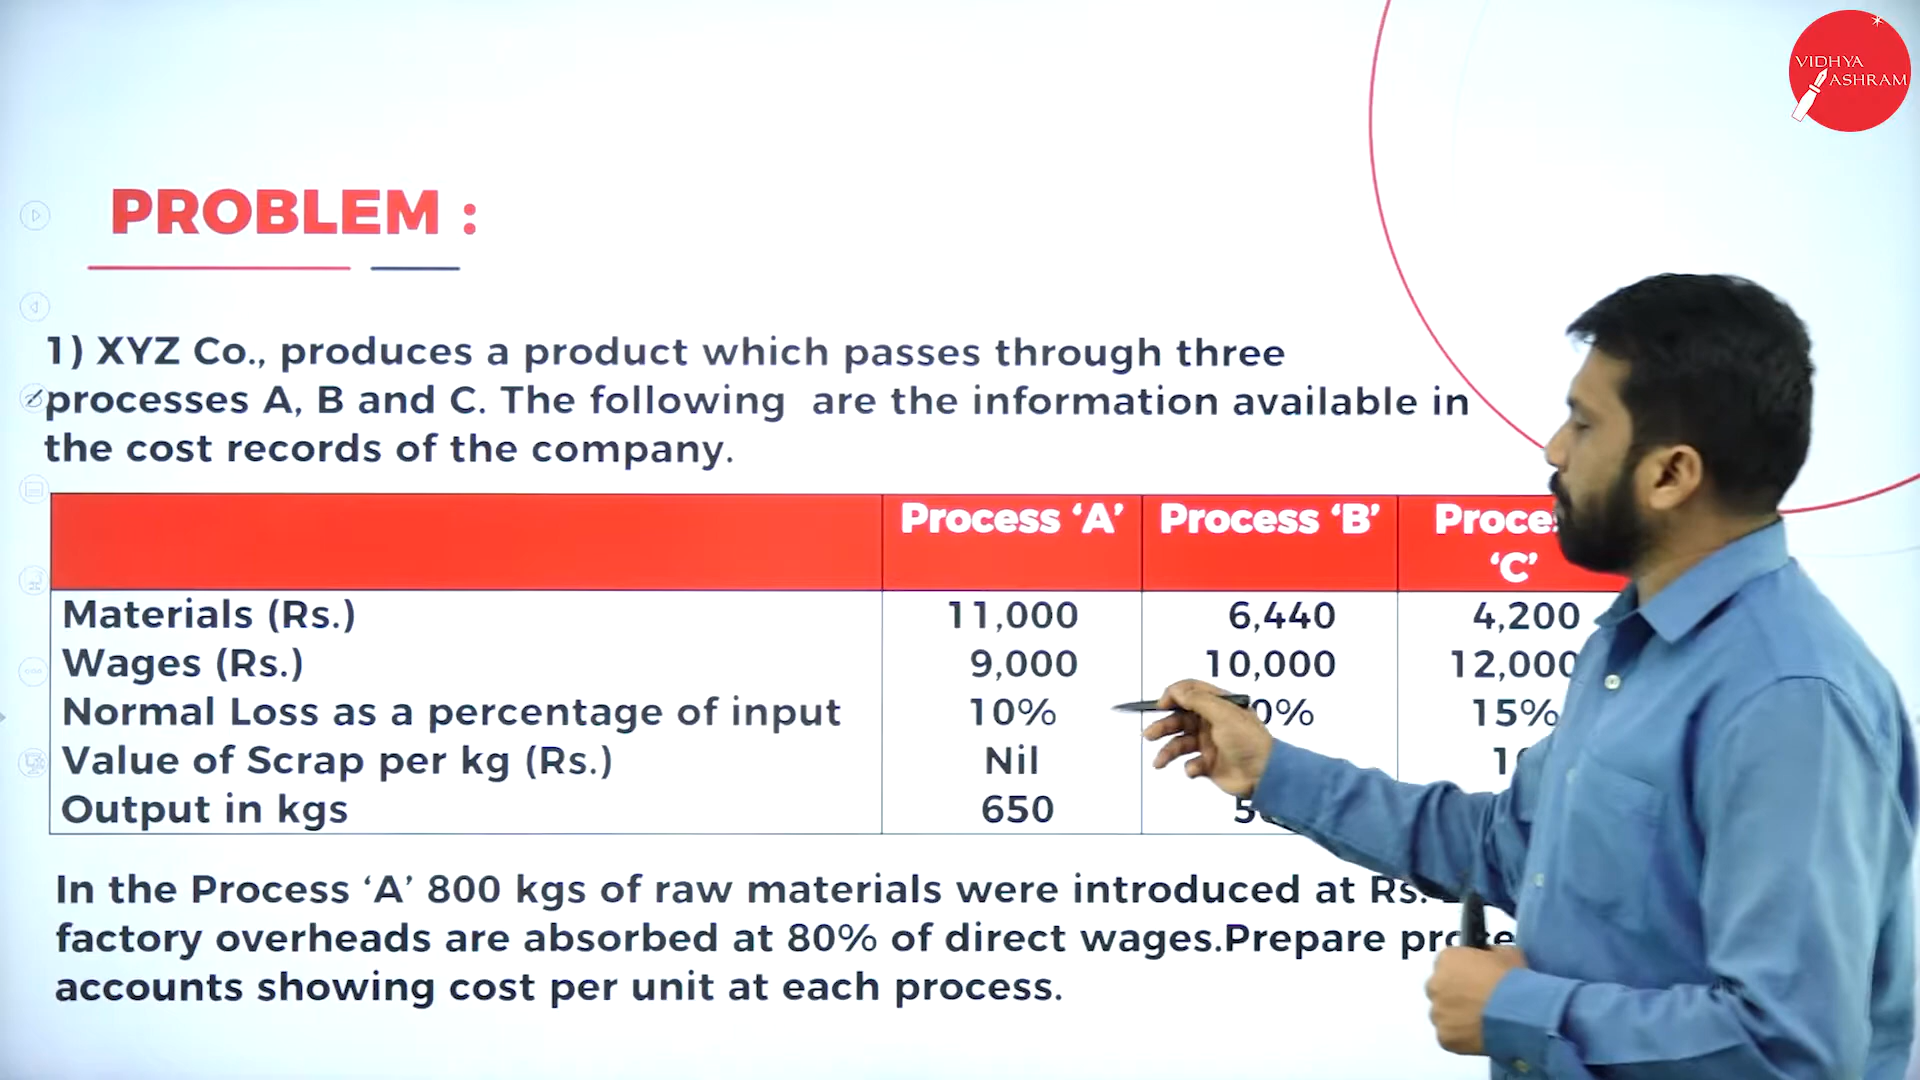 VIDHYA
ASHRAM
PROBLEM :
1) XYZ Co., produces a product which passes through three
processes A, B and C. The following are the information available in
the cost records of the company.
Process ‘A’ Process ‘B’
‘C’
Materials (Rs.) 11,000 6,440 4,200
Wages (Rs.) 9,000 10,000 12,000
Normal Loss as a percentage of input 10% 15%
Value of Scrap per kg (Rs.) Nil
Output in kgs 650
In the Process ‘A’ 800 kgs of raw materials were introduced at Rs.
factory overheads are absorbed at 80% of direct wages.Prepare
accounts showing cost per unit at each process.